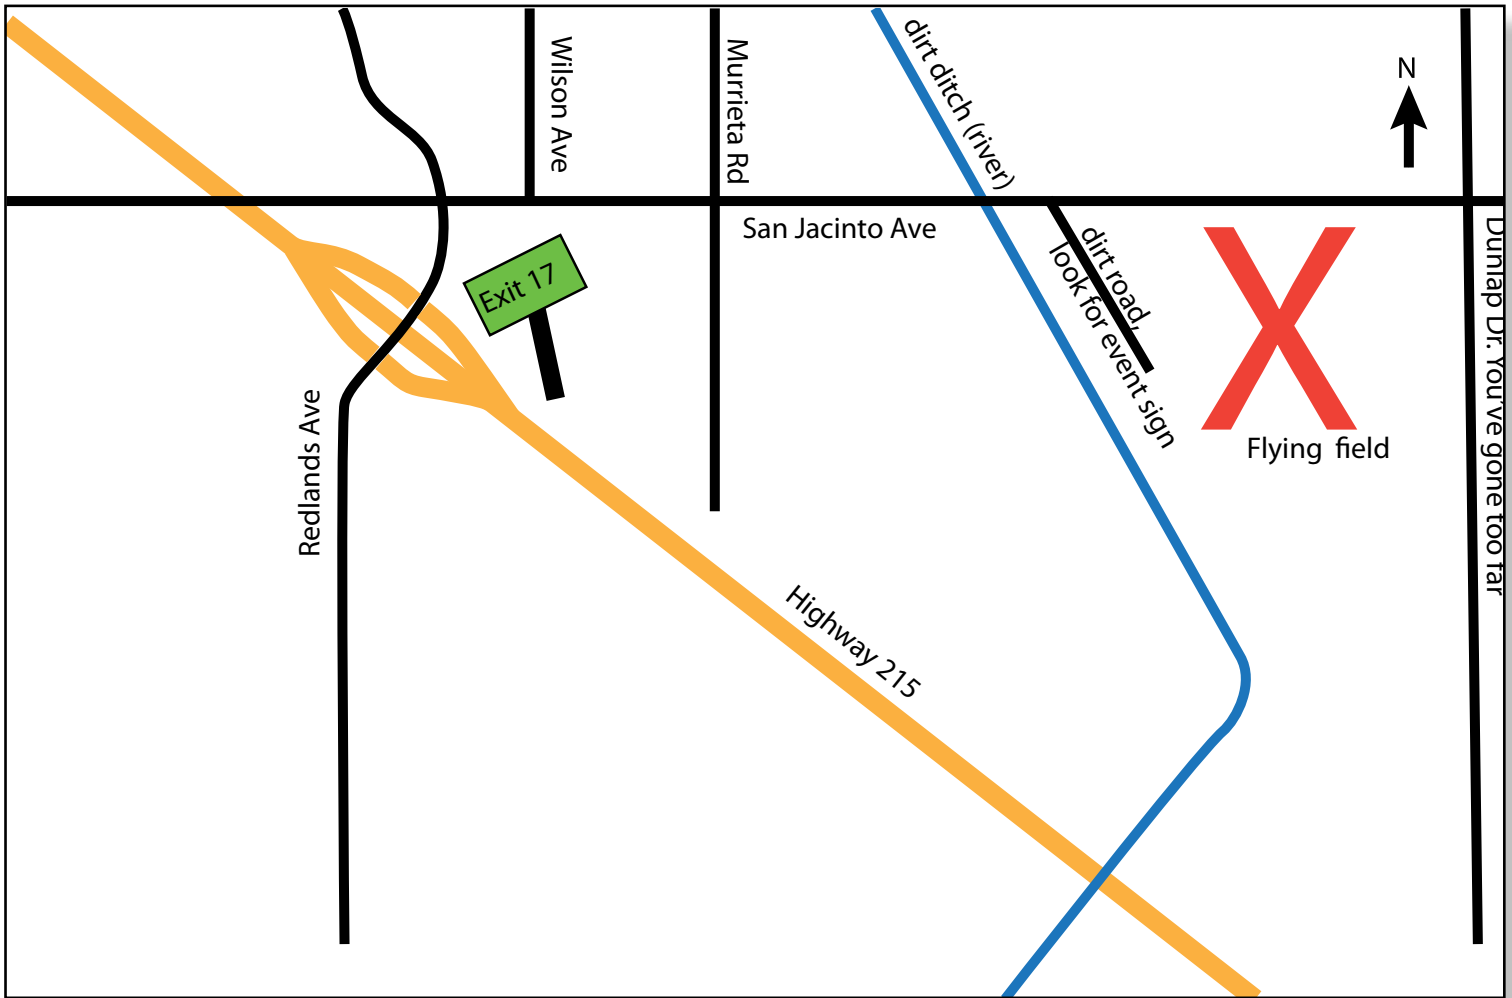 Wilson Ave
Murrieta Rd
dirt ditch (river)
N
San Jacinto Ave
dirt road,
look for event sign
Exit 17
Flying field
Dunlap Dr. You've gone too far
Redlands Ave
Highway 215